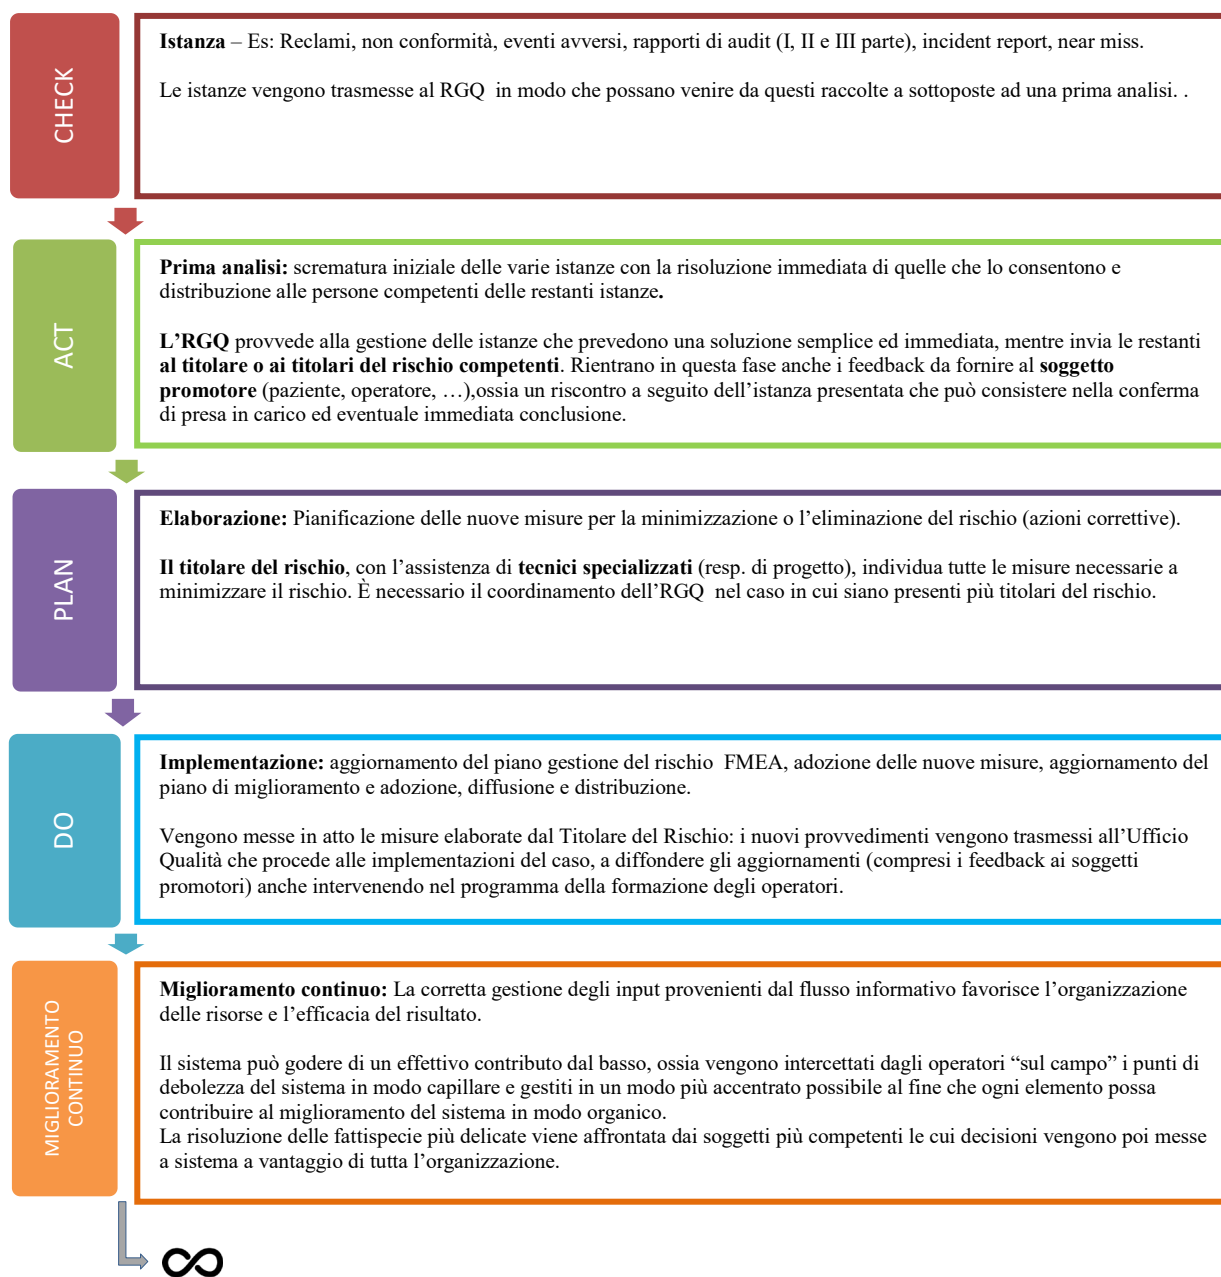 CHECK
Istanza – Es: Reclami, non conformità, eventi avversi, rapporti di audit (I, II e III parte), incident report, near miss.
Le istanze vengono trasmesse al RGQ in modo che possano venire da questi raccolte a sottoposte ad una prima analisi. .
ACT
Prima analisi: scrematura iniziale delle varie istanze con la risoluzione immediata di quelle che lo consentono e
distribuzione alle persone competenti delle restanti istanze.
L’RGQ provvede alla gestione delle istanze che prevedono una soluzione semplice ed immediata, mentre invia le restanti
al titolare o ai titolari del rischio competenti. Rientrano in questa fase anche i feedback da fornire al soggetto
promotore (paziente, operatore, …),ossia un riscontro a seguito dell’istanza presentata che può consistere nella conferma
di presa in carico ed eventuale immediata conclusione.
PLAN
Elaborazione: Pianificazione delle nuove misure per la minimizzazione o l’eliminazione del rischio (azioni correttive).
Il titolare del rischio, con l’assistenza di tecnici specializzati (resp. di progetto), individua tutte le misure necessarie a
minimizzare il rischio. È necessario il coordinamento dell’RGQ nel caso in cui siano presenti più titolari del rischio.
DO
Implementazione: aggiornamento del piano gestione del rischio FMEA, adozione delle nuove misure, aggiornamento del
piano di miglioramento e adozione, diffusione e distribuzione.
Vengono messe in atto le misure elaborate dal Titolare del Rischio: i nuovi provvedimenti vengono trasmessi all’Ufficio
Qualità che procede alle implementazioni del caso, a diffondere gli aggiornamenti (compresi i feedback ai soggetti
promotori) anche intervenendo nel programma della formazione degli operatori.
MIGLIORAMENTO
CONTINUO
Miglioramento continuo: La corretta gestione degli input provenienti dal flusso informativo favorisce l’organizzazione
delle risorse e l’efficacia del risultato.
Il sistema può godere di un effettivo contributo dal basso, ossia vengono intercettati dagli operatori “sul campo” i punti di
debolezza del sistema in modo capillare e gestiti in un modo più accentrato possibile al fine che ogni elemento possa
contribuire al miglioramento del sistema in modo organico.
La risoluzione delle fattispecie più delicate viene affrontata dai soggetti più competenti le cui decisioni vengono poi messe
a sistema a vantaggio di tutta l’organizzazione.
∞